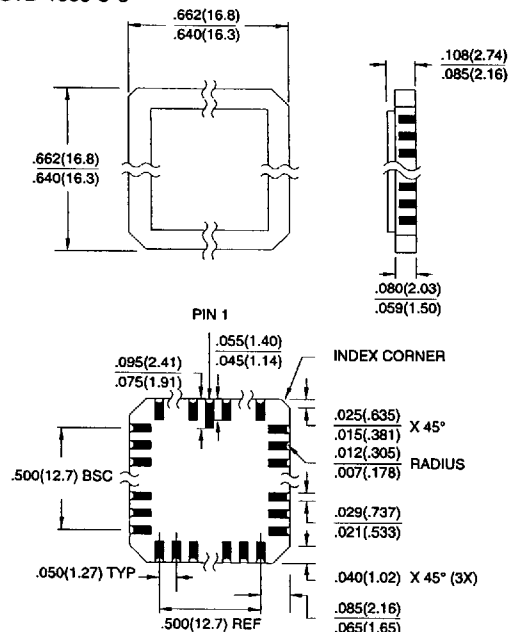 .662(16.8)
.640(16.3)
.108(2.74)
.085(2.16)
.662(16.8)
.640(16.3)
.080(2.03)
.059(1.50)
PIN 1
.055(1.40)
.045(1.14)
INDEX CORNER
.095(2.41)
.075(1.91)
.025(.635)
.015(.381)
X 45°
.012(.305)
.007(.178)
RADIUS
.500(12.7) BSC
.029(.737)
.021(.533)
.050(1.27) TYP
.040(1.02) X 45° (3X)
.500(12.7) REF
.085(2.16)
.065(1.65)